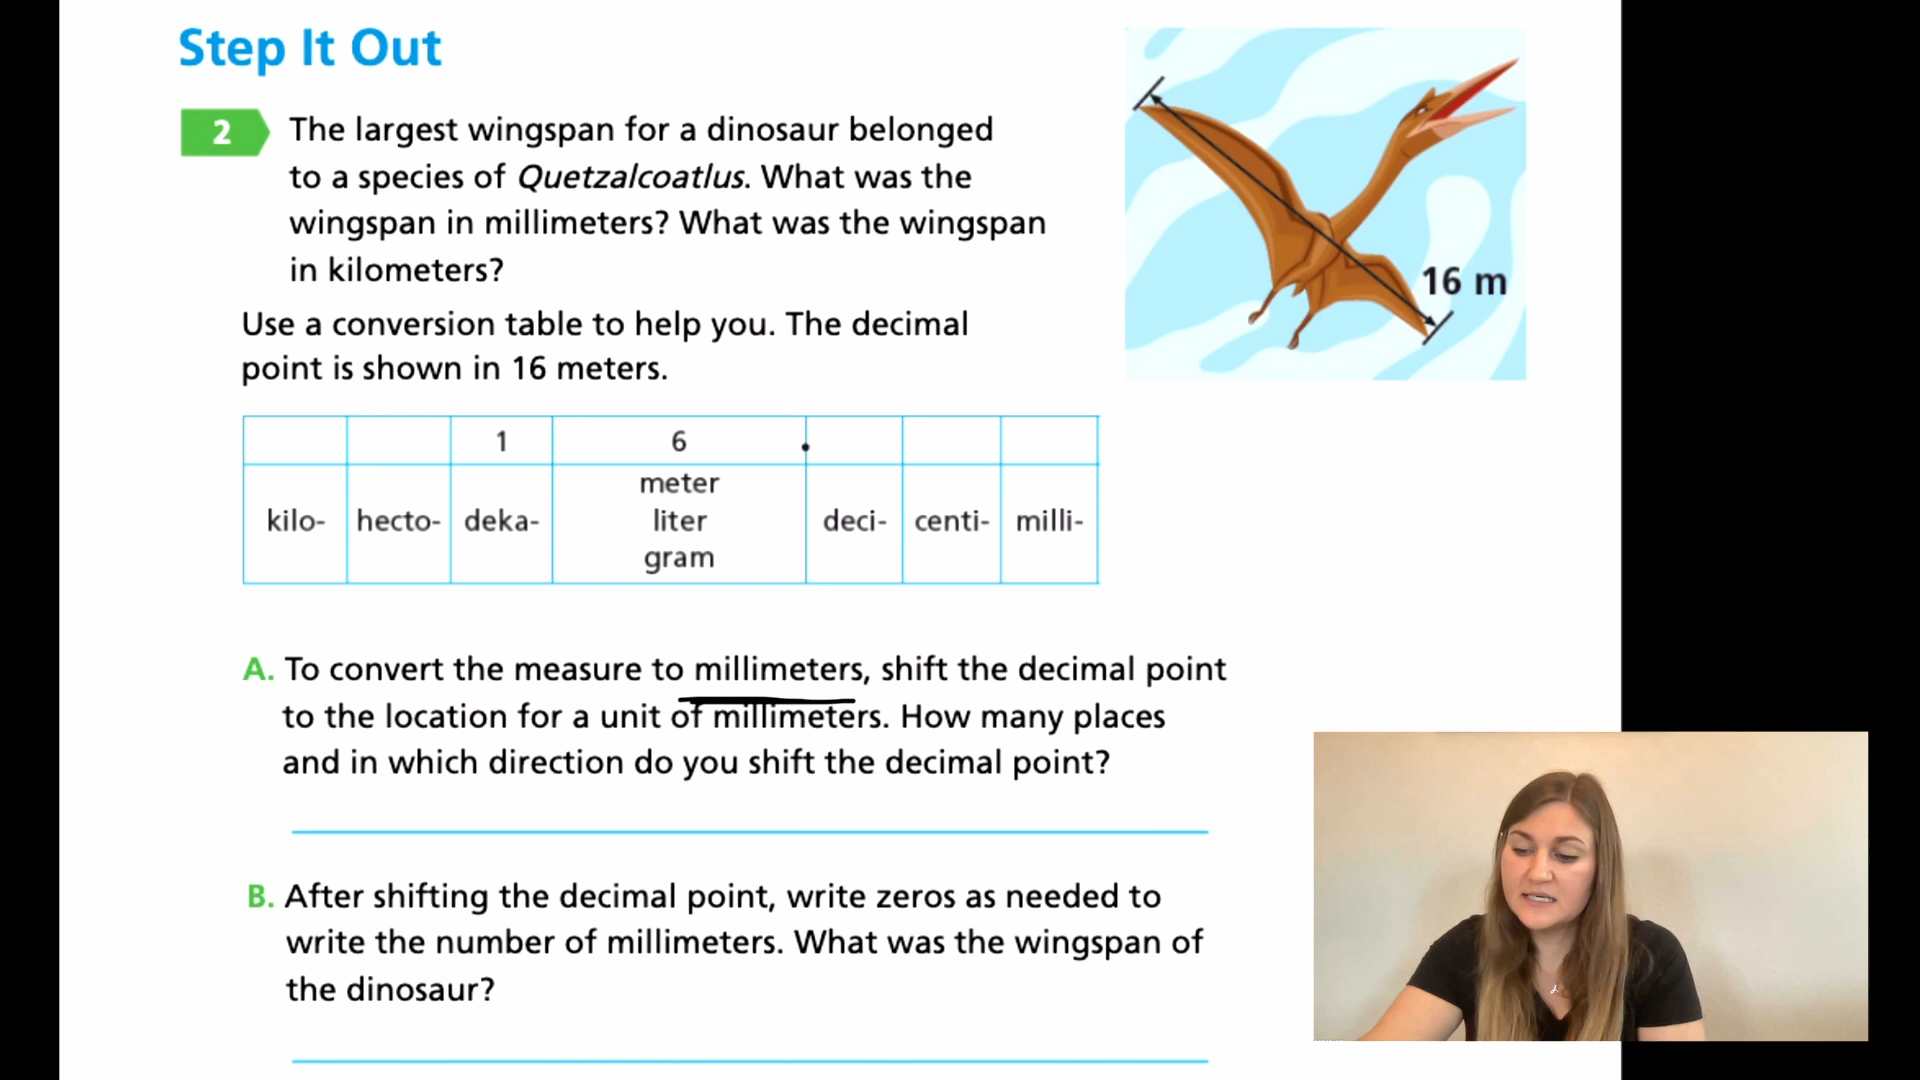 Step It Out
2 The largest wingspan for a dinosaur belonged
to a species of Quetzalcoatlus. What was the
wingspan in millimeters? What was the wingspan
in kilometers?
16 m
Use a conversion table to help you. The decimal
point is shown in 16 meters.
1 6 .
kilo- hecto- deka- meter deci- centi- milli-
liter
gram
A. To convert the measure to millimeters, shift the decimal point
to the location for a unit of millimeters. How many places
and in which direction do you shift the decimal point?
B. After shifting the decimal point, write zeros as needed to
write the number of millimeters. What was the wingspan of
the dinosaur?